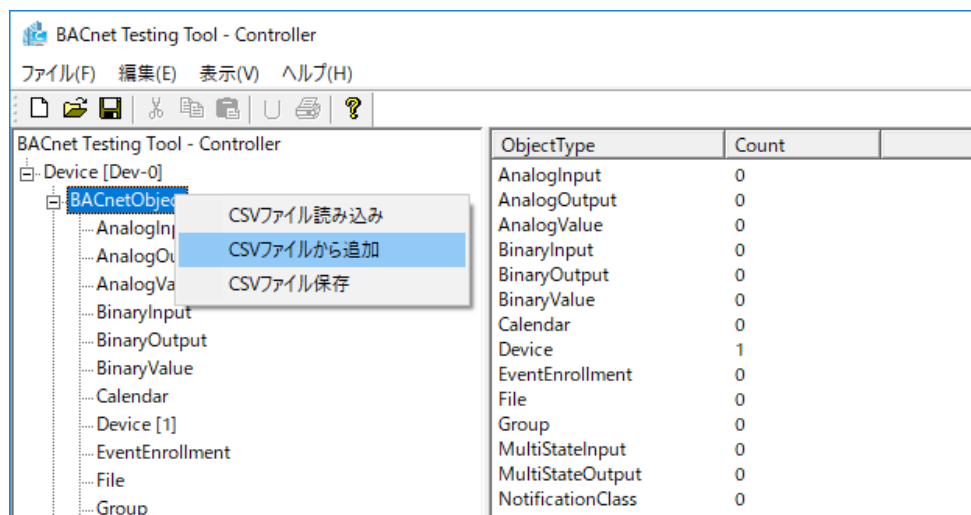 BACnet Testing Tool - Controller
ファイル(F) 編集(E) 表示(V) ヘルプ(H)
BACnet Testing Tool - Controller
Device [Dev-0]
BACnetObjec
AnalogInp
AnalogOu
AnalogVa
BinaryInput
BinaryOutput
BinaryValue
Calendar
Device [1]
EventEnrollment
File
Group
CSVファイル読み込み
CSVファイルから追加
CSVファイル保存
ObjectType Count
AnalogInput 0
AnalogOutput 0
AnalogValue 0
BinaryInput 0
BinaryOutput 0
BinaryValue 0
Calendar 0
Device 1
EventEnrollment 0
File 0
Group 0
MultiStateInput 0
MultiStateOutput 0
NotificationClass 0